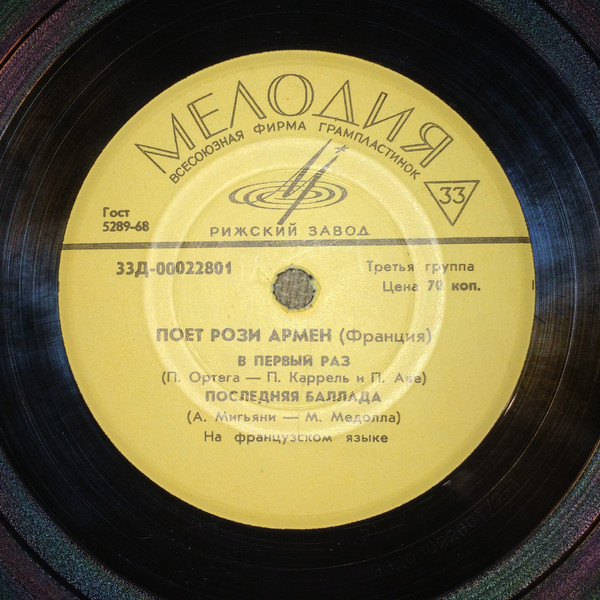 МЕЛОДИЯ
ВСЕСОЮЗНАЯ ФИРМА ГРАМПЛАСТИНОК
33
Гост
5289-68
РИЖСКИЙ ЗАВОД
33Д-00022801
Третья группа
Цена 70 коп.
ПОЕТ РОЗИ АРМЕН (Франция)
В ПЕРВЫЙ РАЗ
(П. Ортега — П. Каррель и П. Аве)
ПОСЛЕДНЯЯ БАЛЛАДА
(А. Мигьяни — М. Медолла)
На французском языке